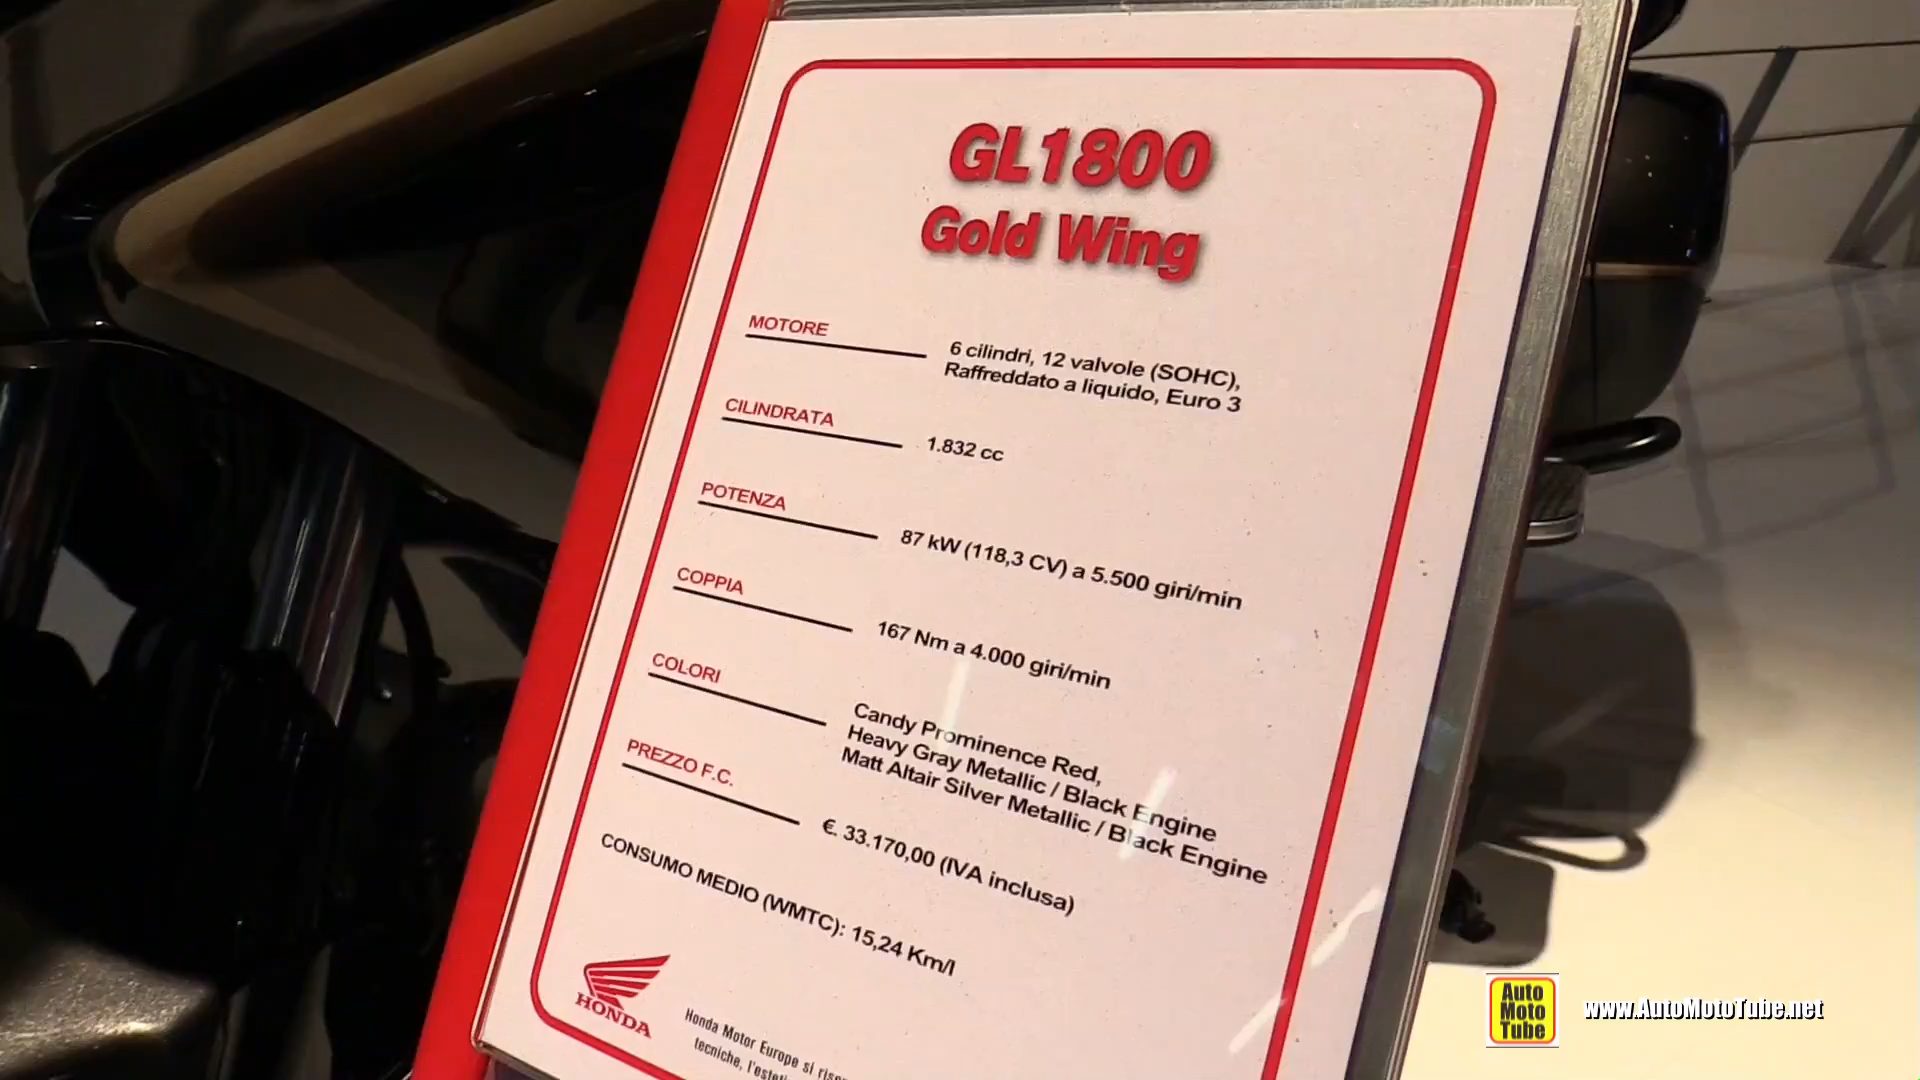 GL1800
Gold Wing
MOTORE
6 cilindri, 12 valvole (SOHC),
Raffreddato a liquido, Euro 3
CILINDRATA
1.832 cc
POTENZA
87 kW (118,3 CV) a 5.500 giri/min
COPPIA
167 Nm a 4.000 giri/min
COLORI
Candy Prominence Red,
Heavy Gray Metallic / Black Engine
Matt Altair Silver Metallic / Black Engine
PREZZO F.C.
€. 33.170,00 (IVA inclusa)
CONSUMO MEDIO (WMTC): 15,24 Km/l
HONDA
Honda Motor Europe si
tecniche,
Auto
Moto
Tube
www.AutoMotoTube.net